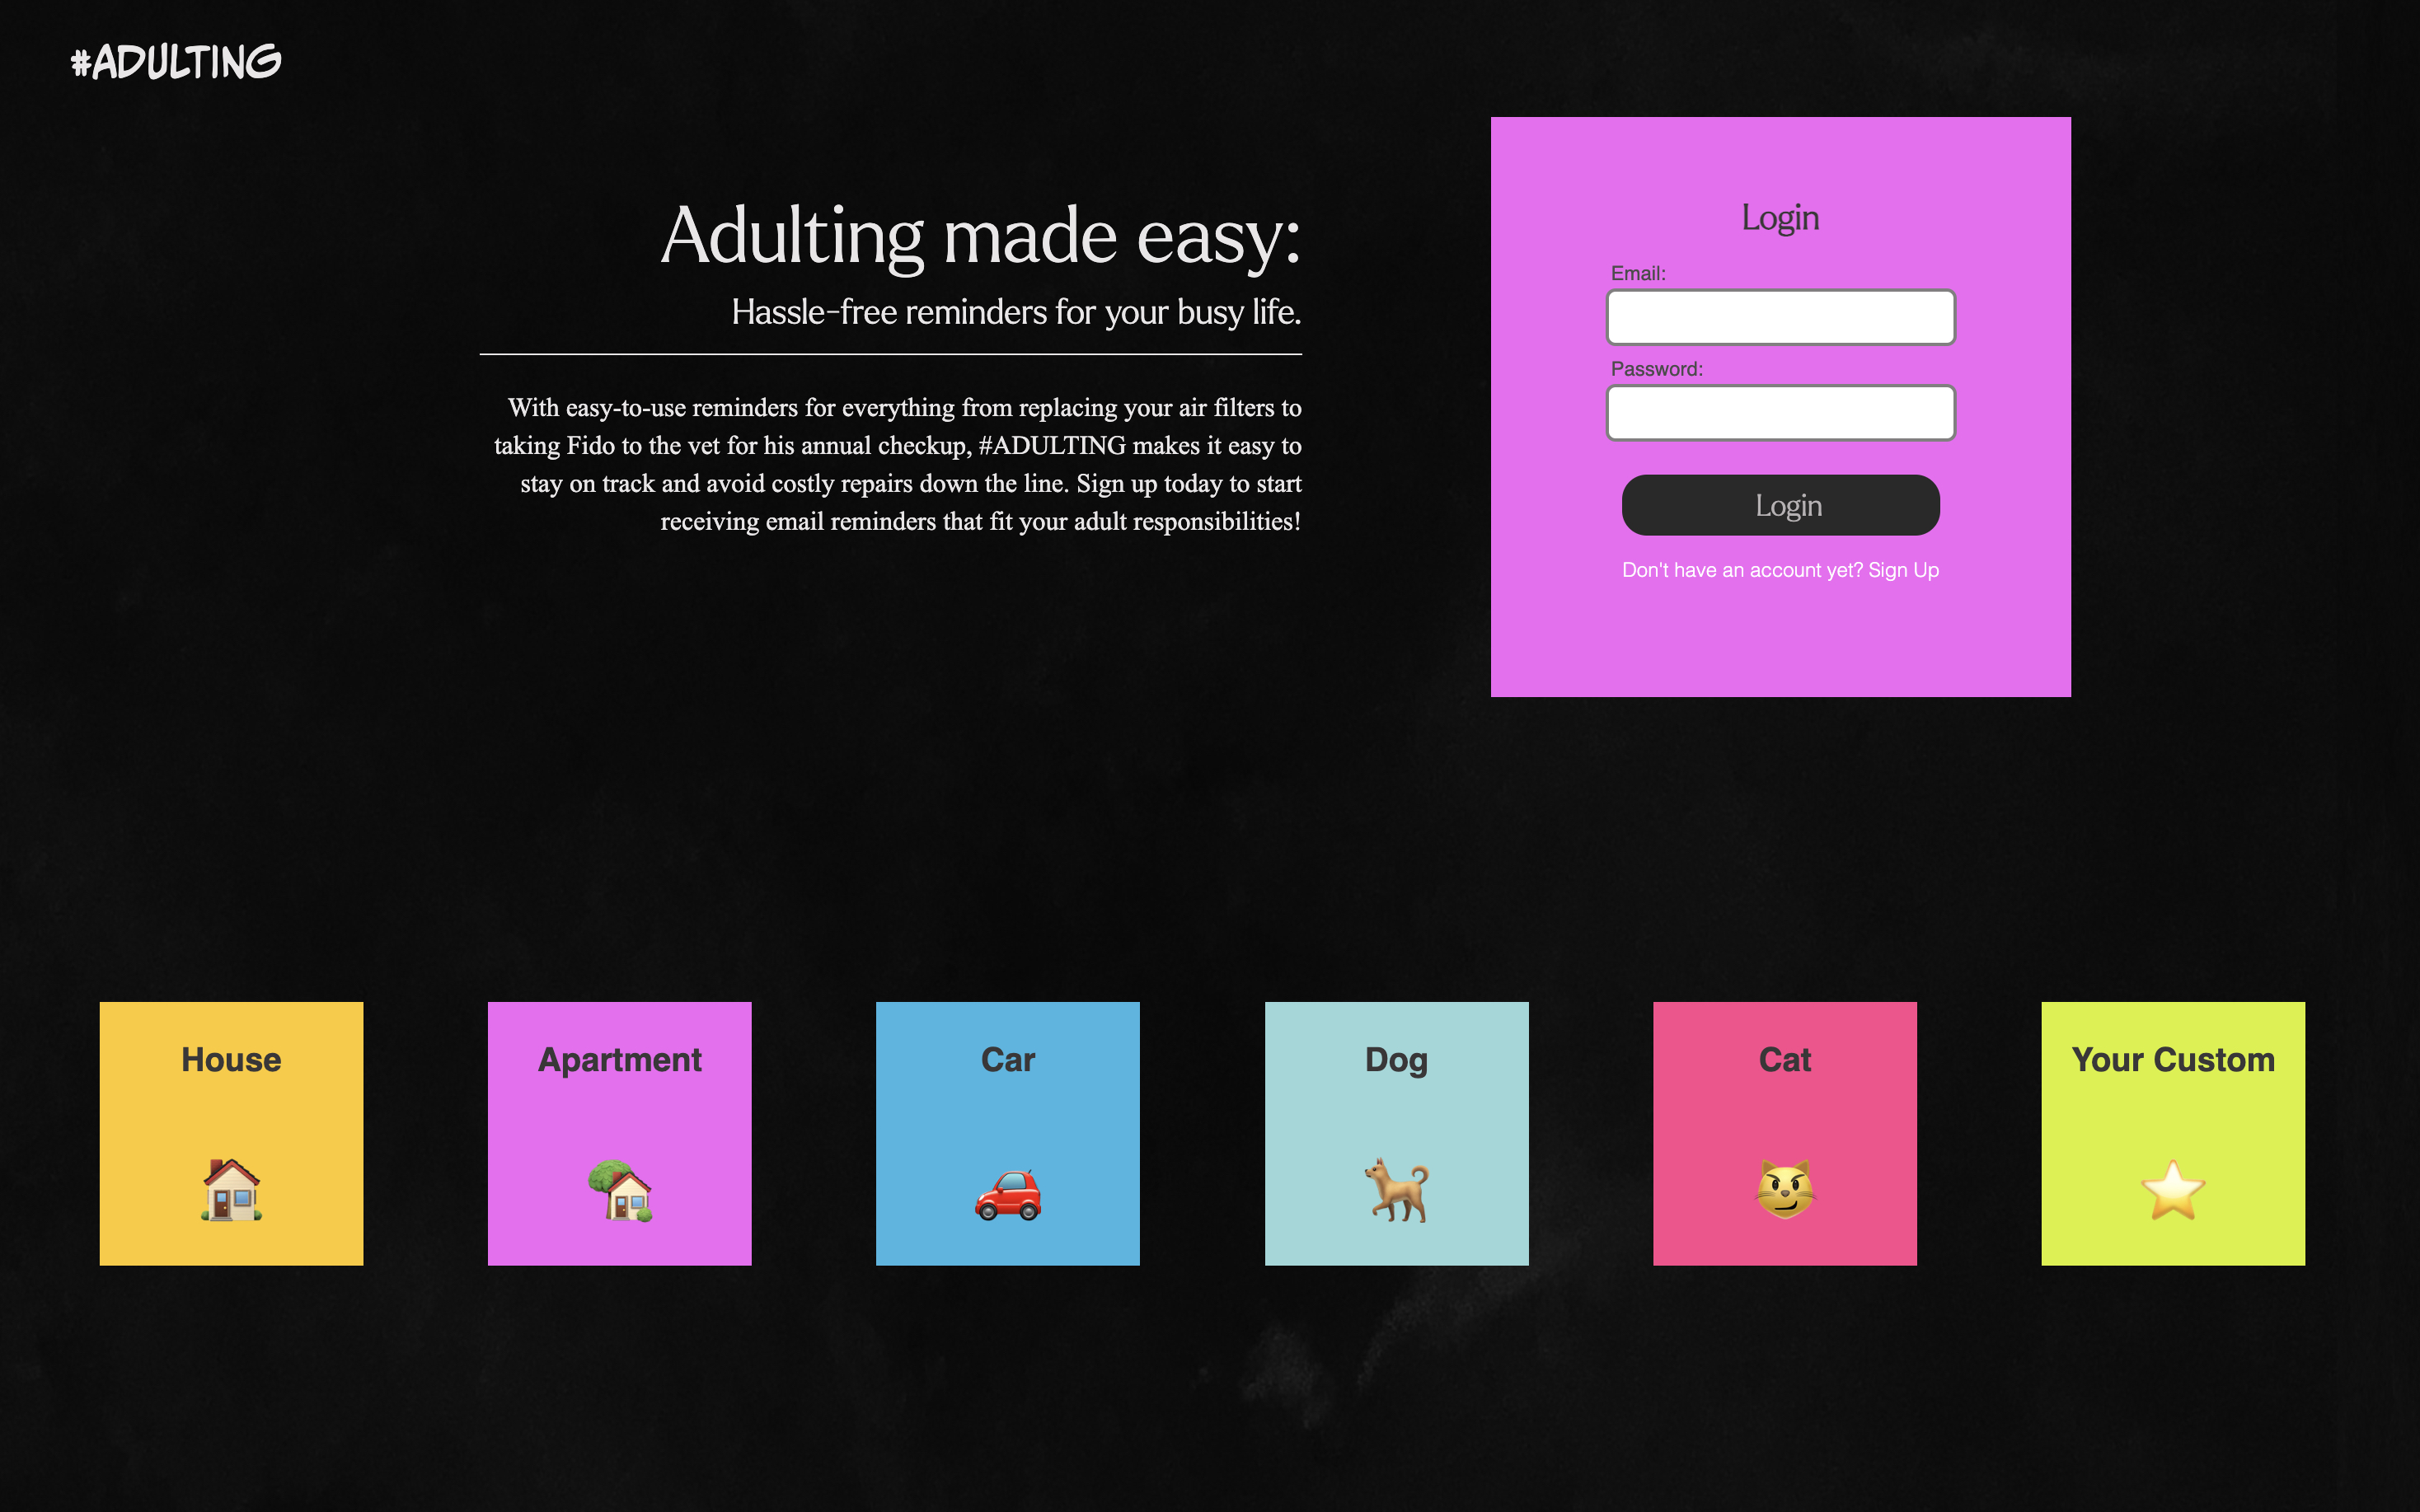 #ADULTING
Adulting made easy:
Hassle-free reminders for your busy life.
With easy-to-use reminders for everything from replacing your air filters to
taking Fido to the vet for his annual checkup, #ADULTING makes it easy to
stay on track and avoid costly repairs down the line. Sign up today to start
receiving email reminders that fit your adult responsibilities!
Login
Email:
Password:
Login
Don't have an account yet? Sign Up
House
Apartment
Car
Dog
Cat
Your Custom